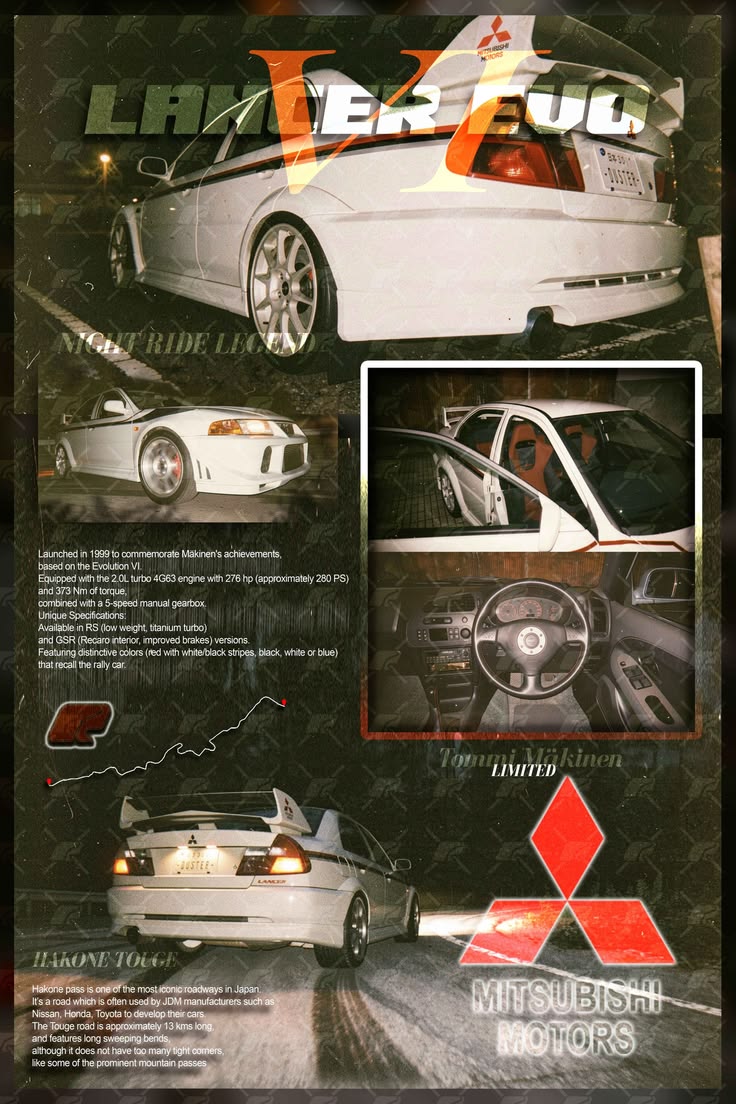 MITSUBISHI
MOTORS
VI
LANCER EVO
DUSTER
NIGHT RIDE LEGEND
Launched in 1999 to commemorate Mäkinen's achievements,
based on the Evolution VI.
Equipped with the 2.0L turbo 4G63 engine with 276 hp (approximately 280 PS)
and 373 Nm of torque,
combined with a 5-speed manual gearbox.
Unique Specifications:
Available in RS (low weight, titanium turbo)
and GSR (Recaro interior, improved brakes) versions.
Featuring distinctive colors (red with white/black stripes, black, white or blue)
that recall the rally car.
Tommi Mäkinen
LIMITED
DUSTER
LANCER
HAKONE TOUGE
Hakone pass is one of the most iconic roadways in Japan.
It's a road which is often used by JDM manufacturers such as
Nissan, Honda, Toyota to develop their cars
The Touge road is approximately 13 kms long,
and features long sweeping bends,
although it does not have too many tight corners,
like some of the prominent mountain passes
MITSUBISHI
MOTORS